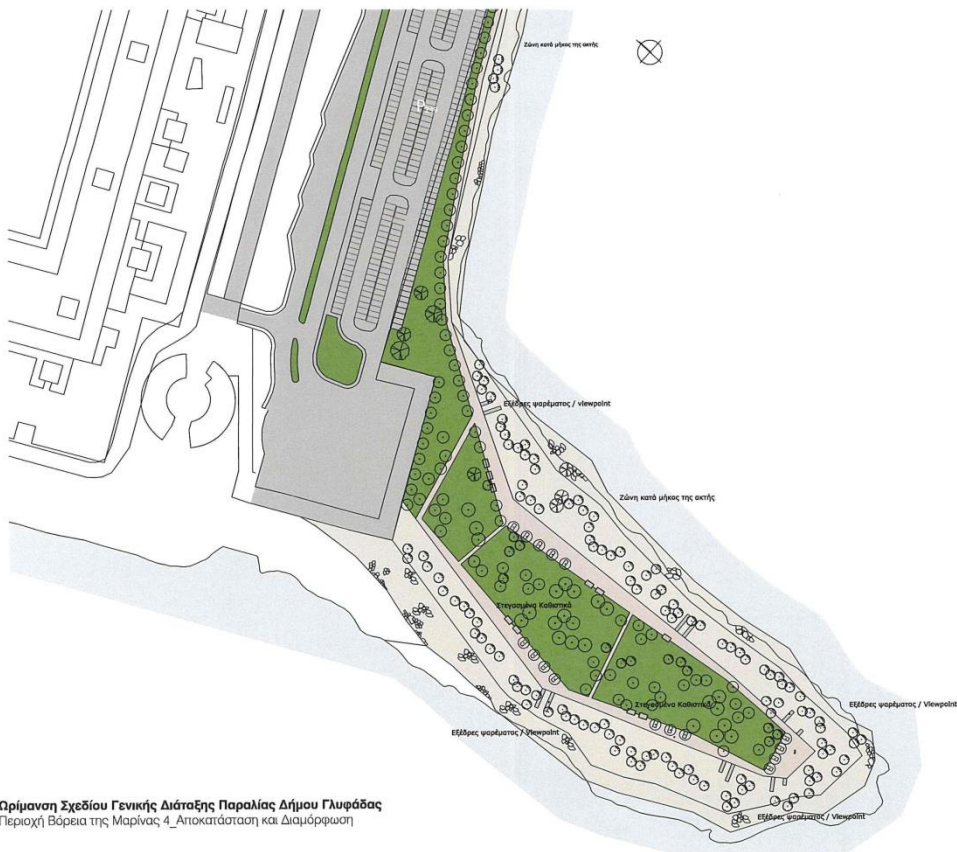 Ζώνη κατά μήκος της ακτής
P
Εξέδρες ψαρέματος / viewpoint
Ζώνη κατά μήκος της ακτής
Στεγασμένα Καθιστικά
Στεγασμένα Καθιστικά
Εξέδρες ψαρέματος / Viewpoint
Εξέδρες ψαρέματος / Viewpoint
Ωρίμανση Σχεδίου Γενικής Διάταξης Παραλίας Δήμου Γλυφάδας
Περιοχή Βόρεια της Μαρίνας 4_Αποκατάσταση και Διαμόρφωση
Εξέδρες ψαρέματος / Viewpoint